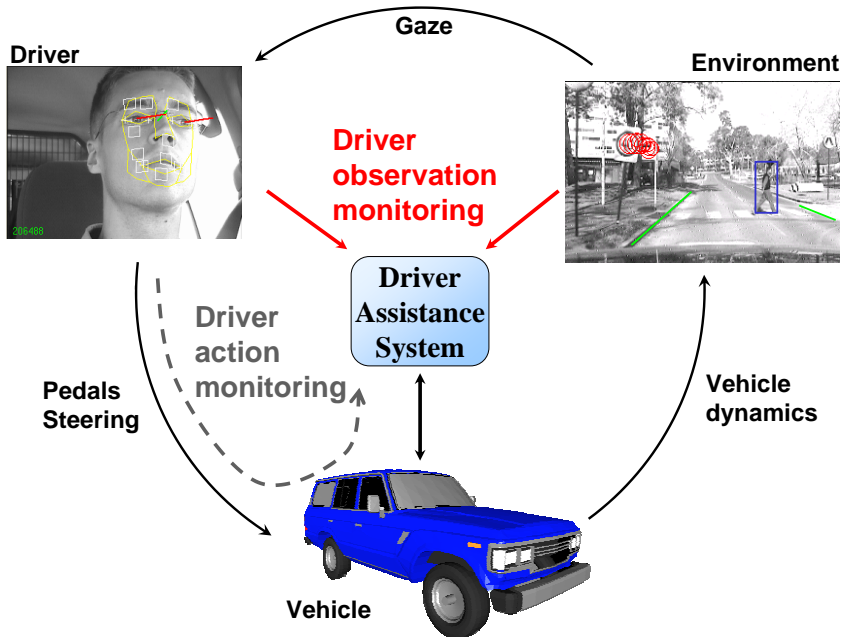 Gaze
Driver
Environment
206488
Driver
observation
monitoring
Driver
Assistance
System
Driver
action
monitoring
Pedals
Steering
Vehicle
dynamics
Vehicle